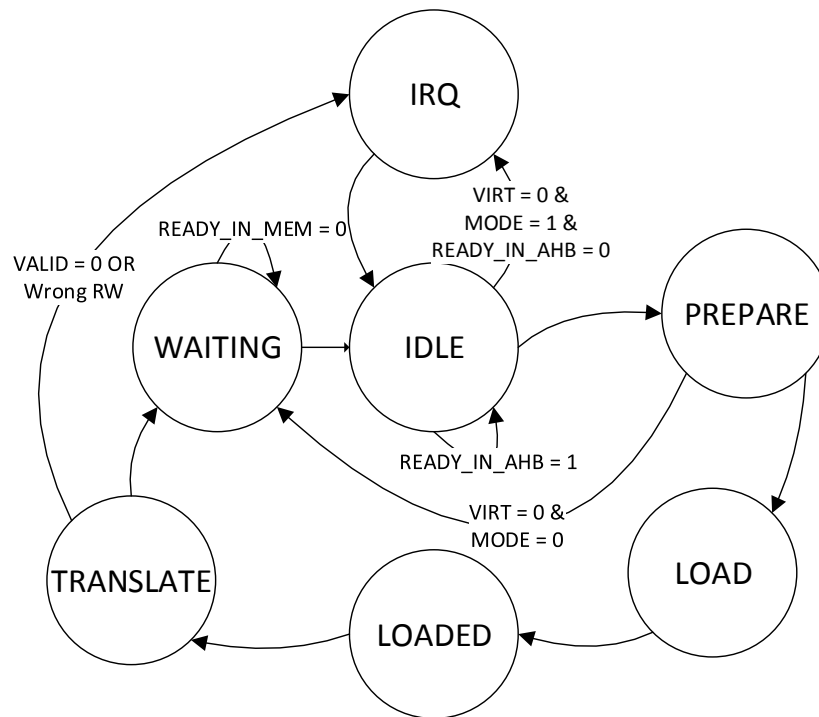 IRQ
VIRT = 0 &
MODE = 1 &
READY_IN_AHB = 0
READY_IN_MEM = 0
VALID = 0 OR
Wrong RW
WAITING
IDLE
PREPARE
READY_IN_AHB = 1
VIRT = 0 &
MODE = 0
TRANSLATE
LOADED
LOAD